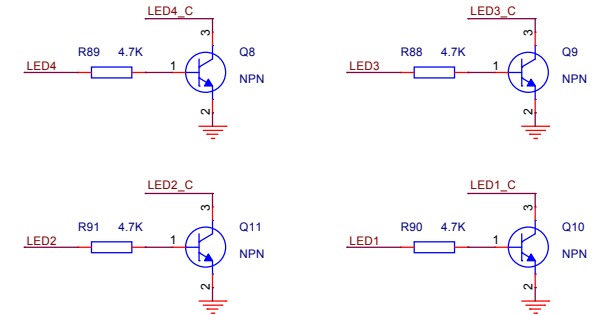 LED4_C
3
R89 4.7K
Q8
LED4
1
NPN
2
LED3_C
3
R88 4.7K
Q9
LED3
1
NPN
2
LED2_C
3
R91 4.7K
Q11
LED2
1
NPN
2
LED1_C
3
R90 4.7K
Q10
LED1
1
NPN
2